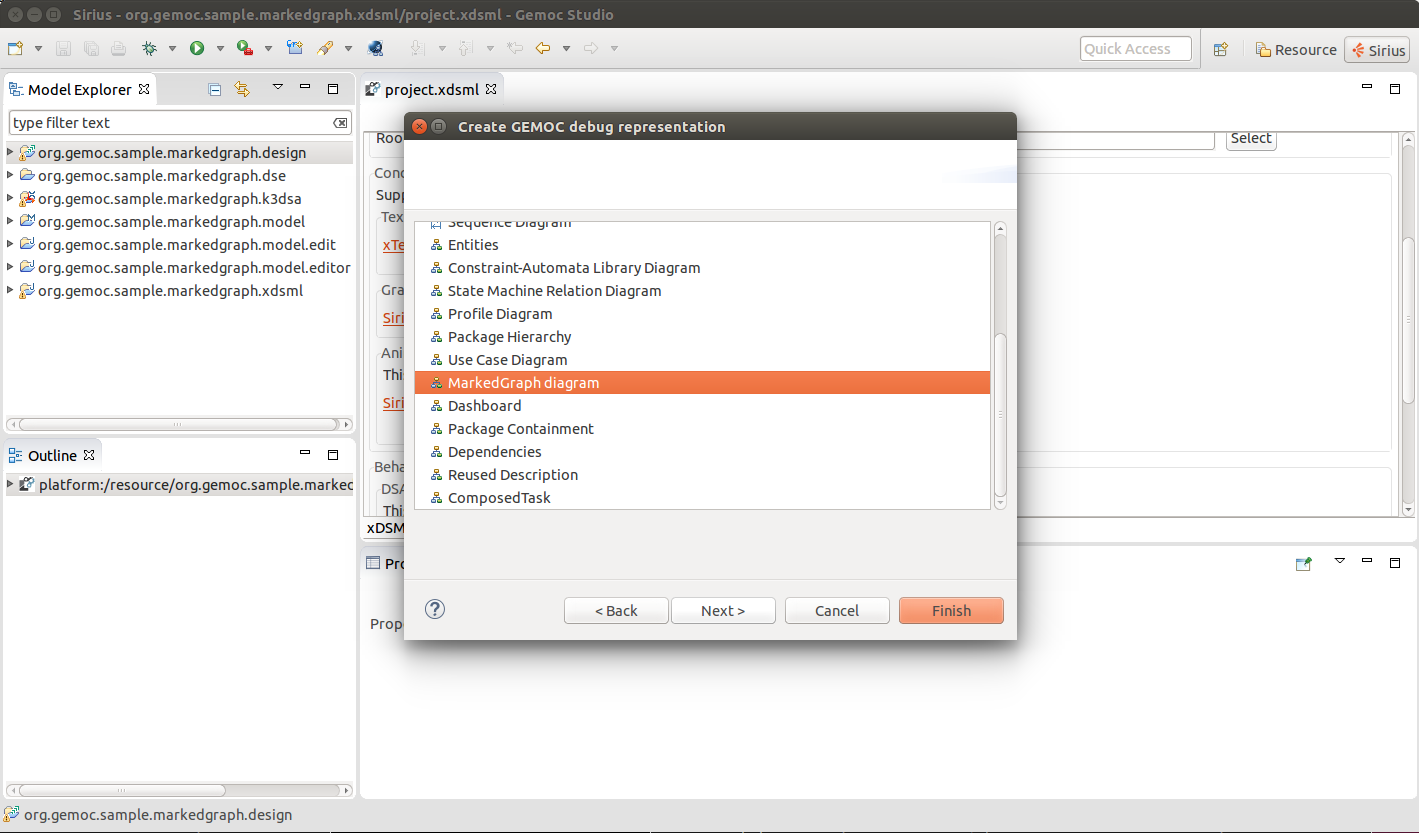 Sirius - org.gemoc.sample.markedgraph.xdsml/project.xdsml - Gemoc Studio
Quick Access
Resource
Sirius
Model Explorer
project.xdsml
type filter text
org.gemoc.sample.markedgraph.design
org.gemoc.sample.markedgraph.dse
org.gemoc.sample.markedgraph.k3dsa
org.gemoc.sample.markedgraph.model
org.gemoc.sample.markedgraph.model.edit
org.gemoc.sample.markedgraph.model.editor
org.gemoc.sample.markedgraph.xdsml
Outline
platform:/resource/org.gemoc.sample.markec
Roo
Select
Conc
Supp
Tex
xTe
Gra
Siri
Ani
This
Siri
Beha
DSA
This
xDSM
Create GEMOC debug representation
Sequence Diagram
Entities
Constraint-Automata Library Diagram
State Machine Relation Diagram
Profile Diagram
Package Hierarchy
Use Case Diagram
MarkedGraph diagram
Dashboard
Package Containment
Dependencies
Reused Description
ComposedTask
< Back
Next >
Cancel
Finish
Pro
Prop
org.gemoc.sample.markedgraph.design